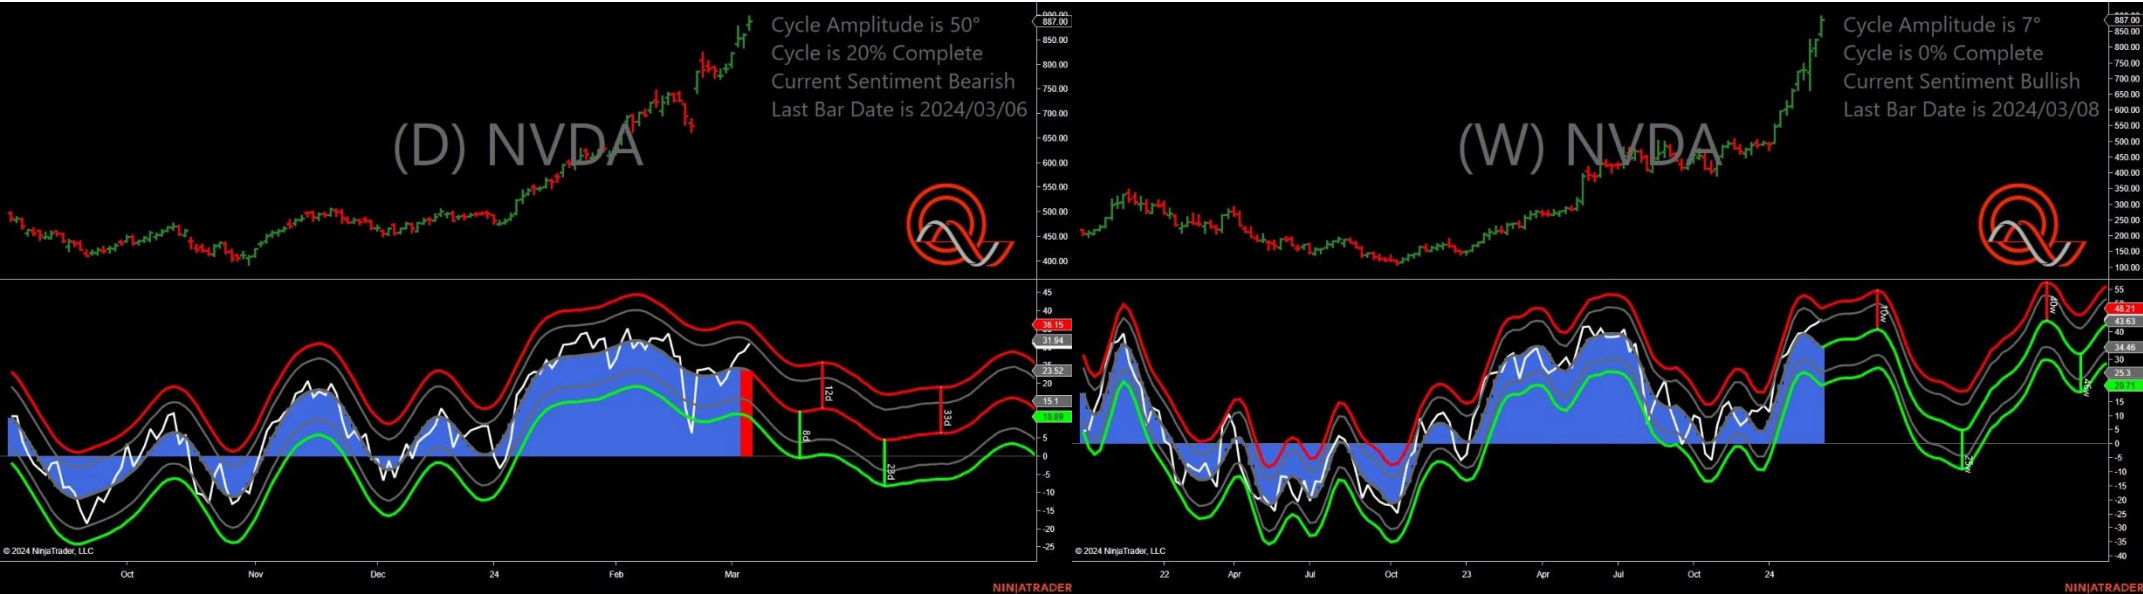 (D) NVDA
Cycle Amplitude is 50°
Cycle is 20% Complete
Current Sentiment Bearish
Last Bar Date is 2024/03/06
900.00
887.00
850.00
800.00
750.00
700.00
650.00
600.00
550.00
500.00
450.00
400.00
45
40
36.15
31.94
25
23.52
20
15.1
10.89
5
0
-5
-10
-15
-20
-25
8d
12d
23d
33d
© 2024 NinjaTrader, LLC
Oct
Nov
Dec
24
Feb
Mar
NINJATRADER
(W) NVDA
Cycle Amplitude is 7°
Cycle is 0% Complete
Current Sentiment Bullish
Last Bar Date is 2024/03/08
887.00
850.00
800.00
750.00
700.00
650.00
600.00
550.00
500.00
450.00
400.00
350.00
300.00
250.00
200.00
150.00
100.00
55
48.21
43.63
40
34.46
30
25.3
20.71
15
10
5
0
-5
-10
-15
-20
-25
-30
-35
-40
10w
25w
40w
© 2024 NinjaTrader, LLC
22
Apr
Jul
Oct
23
Apr
Jul
Oct
24
NINJATRADER